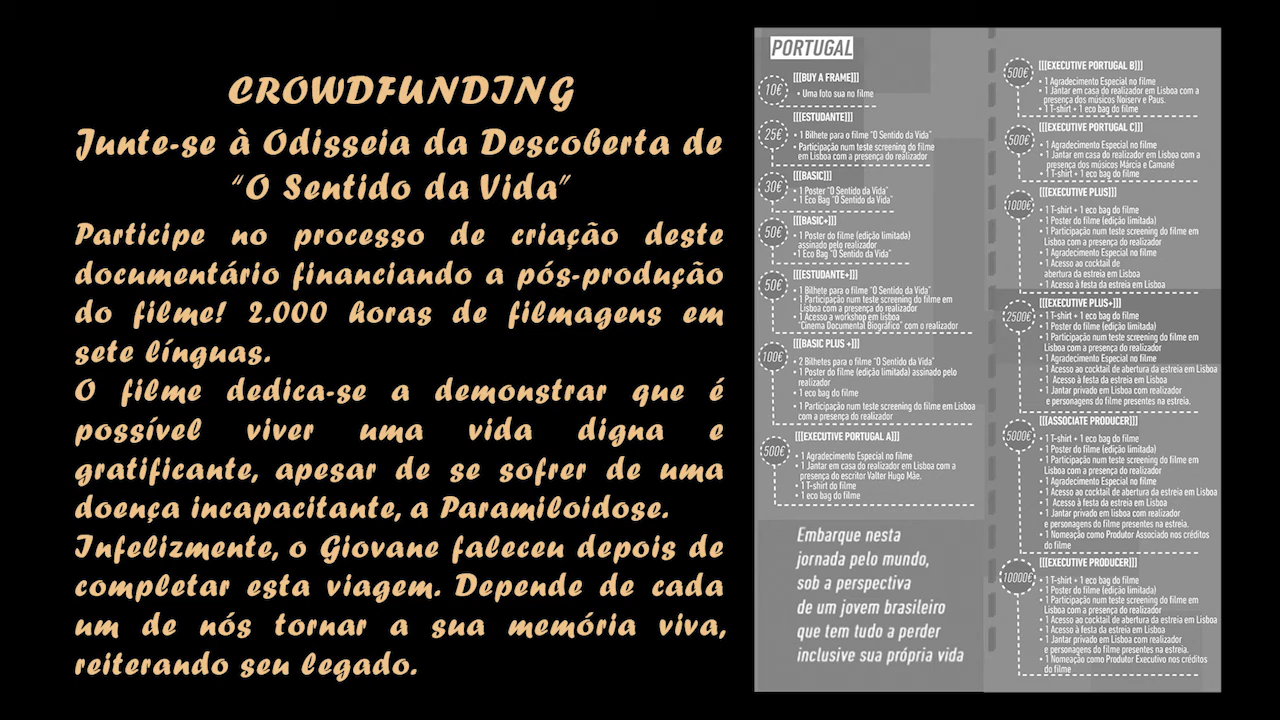 CROWDFUNDING
Junte-se à Odisseia da Descoberta de
“O Sentido da Vida”
Participe no processo de criação deste
documentário financiando a pós-produção
do filme! 2.000 horas de filmagens em
sete línguas.
O filme dedica-se a demonstrar que é
possível viver uma vida digna e
gratificante, apesar de se sofrer de uma
doença incapacitante, a Paramiloidose.
Infelizmente, o Giovane faleceu depois de
completar esta viagem. Depende de cada
um de nós tornar a sua memória viva,
reiterando seu legado.
PORTUGAL
10€
[[[BUY A FRAME]]]
• Uma foto sua no filme
25€
[[[ESTUDANTE]]]
• 1 Bilhete para o filme “O Sentido da Vida”
• Participação num teste screening do filme
em Lisboa com a presença do realizador
30€
[[[BASIC]]]
• 1 Poster “O Sentido da Vida”
• 1 Eco Bag “O Sentido da Vida”
50€
[[[BASIC+]]]
• 1 Poster do filme (edição limitada)
assinado pelo realizador
• 1 Eco Bag “O Sentido da Vida”
50€
[[[ESTUDANTE+]]]
• 1 Bilhete para o filme “O Sentido da Vida”
• 1 Participação num teste screening do filme em
Lisboa com a presença do realizador
• 1 Acesso a workshop em lisboa
“Cinema Documental Biográfico” com o realizador
100€
[[[BASIC PLUS +]]]
• 2 Bilhetes para o filme “O Sentido da Vida”
• 1 Poster do filme (edição limitada) assinado pelo
realizador
• 1 eco bag do filme
• 1 Participação num teste screening do filme em Lisboa
com a presença do realizador
500€
[[[EXECUTIVE PORTUGAL A]]]
• 1 Agradecimento Especial no filme
• 1 Jantar em casa do realizador em Lisboa com a
presença do escritor Valter Hugo Mãe.
• 1 T-shirt do filme
• 1 eco bag do filme
Embarque nesta
jornada pelo mundo,
sob a perspectiva
de um jovem brasileiro
que tem tudo a perder
inclusive sua própria vida
500€
[[[EXECUTIVE PORTUGAL B]]]
• 1 Agradecimento Especial no filme
• 1 Jantar em casa do realizador em Lisboa com a
presença dos músicos Noiserv e Paus.
• 1 T-shirt + 1 eco bag do filme
500€
[[[EXECUTIVE PORTUGAL C]]]
• 1 Agradecimento Especial no filme
• 1 Jantar em casa do realizador em Lisboa com a
presença dos músicos Márcia e Camané
• 1 T-shirt + 1 eco bag do filme
1000€
[[[EXECUTIVE PLUS]]]
• 1 T-shirt + 1 eco bag do filme
• 1 Poster do filme (edição limitada)
• 1 Participação num teste screening do filme em
Lisboa com a presença do realizador
• 1 Agradecimento Especial no filme
• 1 Acesso ao cocktail de
abertura da estreia em Lisboa
• 1 Acesso à festa da estreia em Lisboa
2500€
[[[EXECUTIVE PLUS+]]]
• 1 T-shirt + 1 eco bag do filme
• 1 Poster do filme (edição limitada)
• 1 Participação num teste screening do filme em
Lisboa com a presença do realizador
• 1 Agradecimento Especial no filme
• 1 Acesso ao cocktail de abertura da estreia em Lisboa
• 1 Acesso à festa da estreia em Lisboa
• 1 Jantar privado em Lisboa com realizador
e personagens do filme presentes na estreia.
5000€
[[[ASSOCIATE PRODUCER]]]
• 1 T-shirt + 1 eco bag do filme
• 1 Poster do filme (edição limitada)
• 1 Participação num teste screening do filme em
Lisboa com a presença do realizador
• 1 Agradecimento Especial no filme
• 1 Acesso ao cocktail de abertura da estreia em Lisboa
• 1 Acesso à festa da estreia em Lisboa
• 1 Jantar privado em lisboa com realizador
e personagens do filme presentes na estreia.
• 1 Nomeação como Produtor Associado nos créditos
do filme
10000€
[[[EXECUTIVE PRODUCER]]]
• 1 T-shirt + 1 eco bag do filme
• 1 Poster do filme (edição limitada)
• 1 Participação num teste screening do filme em
Lisboa com a presença do realizador
• 1 Acesso ao cocktail de abertura da estreia em Lisboa
• 1 Acesso à festa da estreia em Lisboa
• 1 Jantar privado em Lisboa com realizador
e personagens do filme presentes na estreia.
• 1 Nomeação como Produtor Executivo nos créditos
do filme